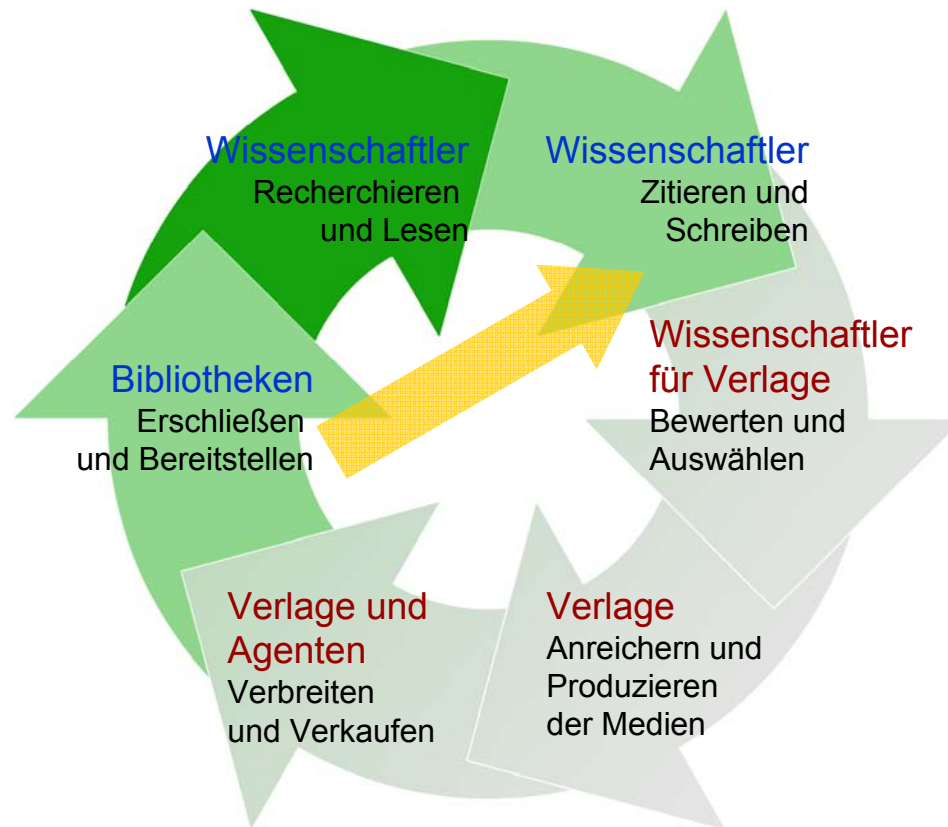 Wissenschaftler
Recherchieren
und Lesen
Wissenschaftler
Zitieren und
Schreiben
Wissenschaftler
für Verlage
Bewerten und
Auswählen
Verlage
Anreichern und
Produzieren
der Medien
Verlage und
Agenten
Verbreiten
und Verkaufen
Bibliotheken
Erschließen
und Bereitstellen